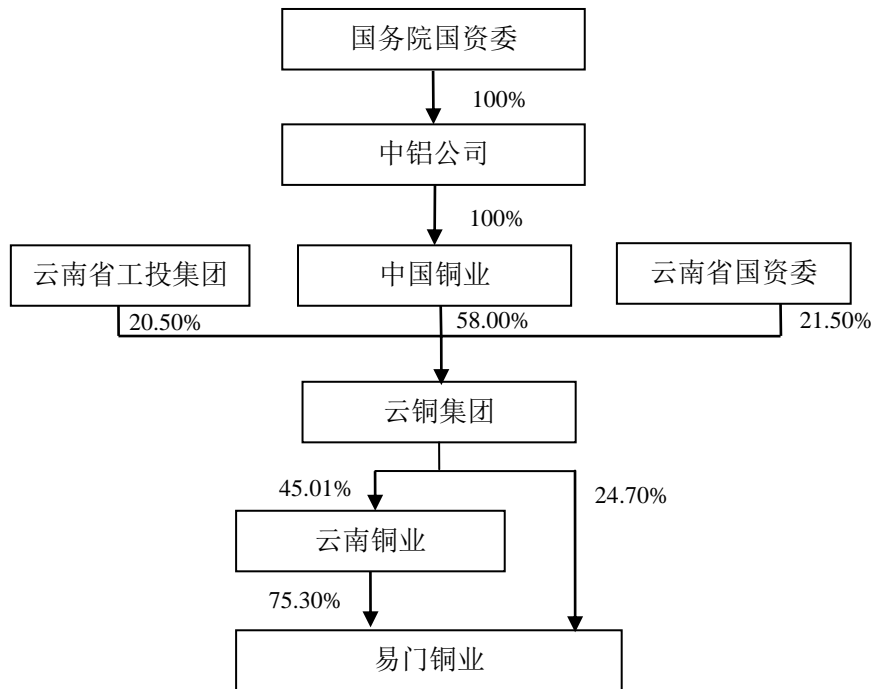 国务院国资委
100%
中铝公司
100%
云南省工投集团
中国铜业
云南省国资委
20.50%
58.00%
21.50%
云铜集团
45.01%
24.70%
云南铜业
75.30%
易门铜业